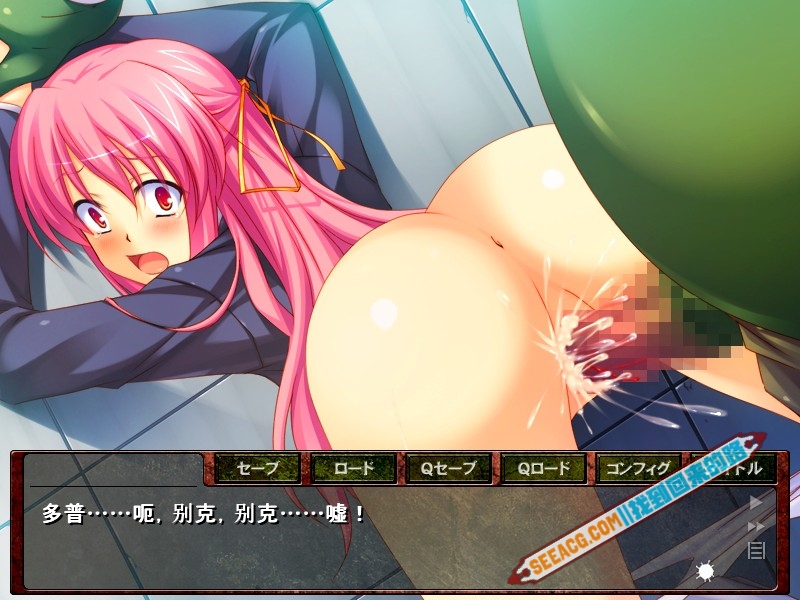 セーブ ロード Qセーブ Qロード コンフィグ トル
多普……呃，别克，别克……嘘！
SEEACG.COM||找到回来的路